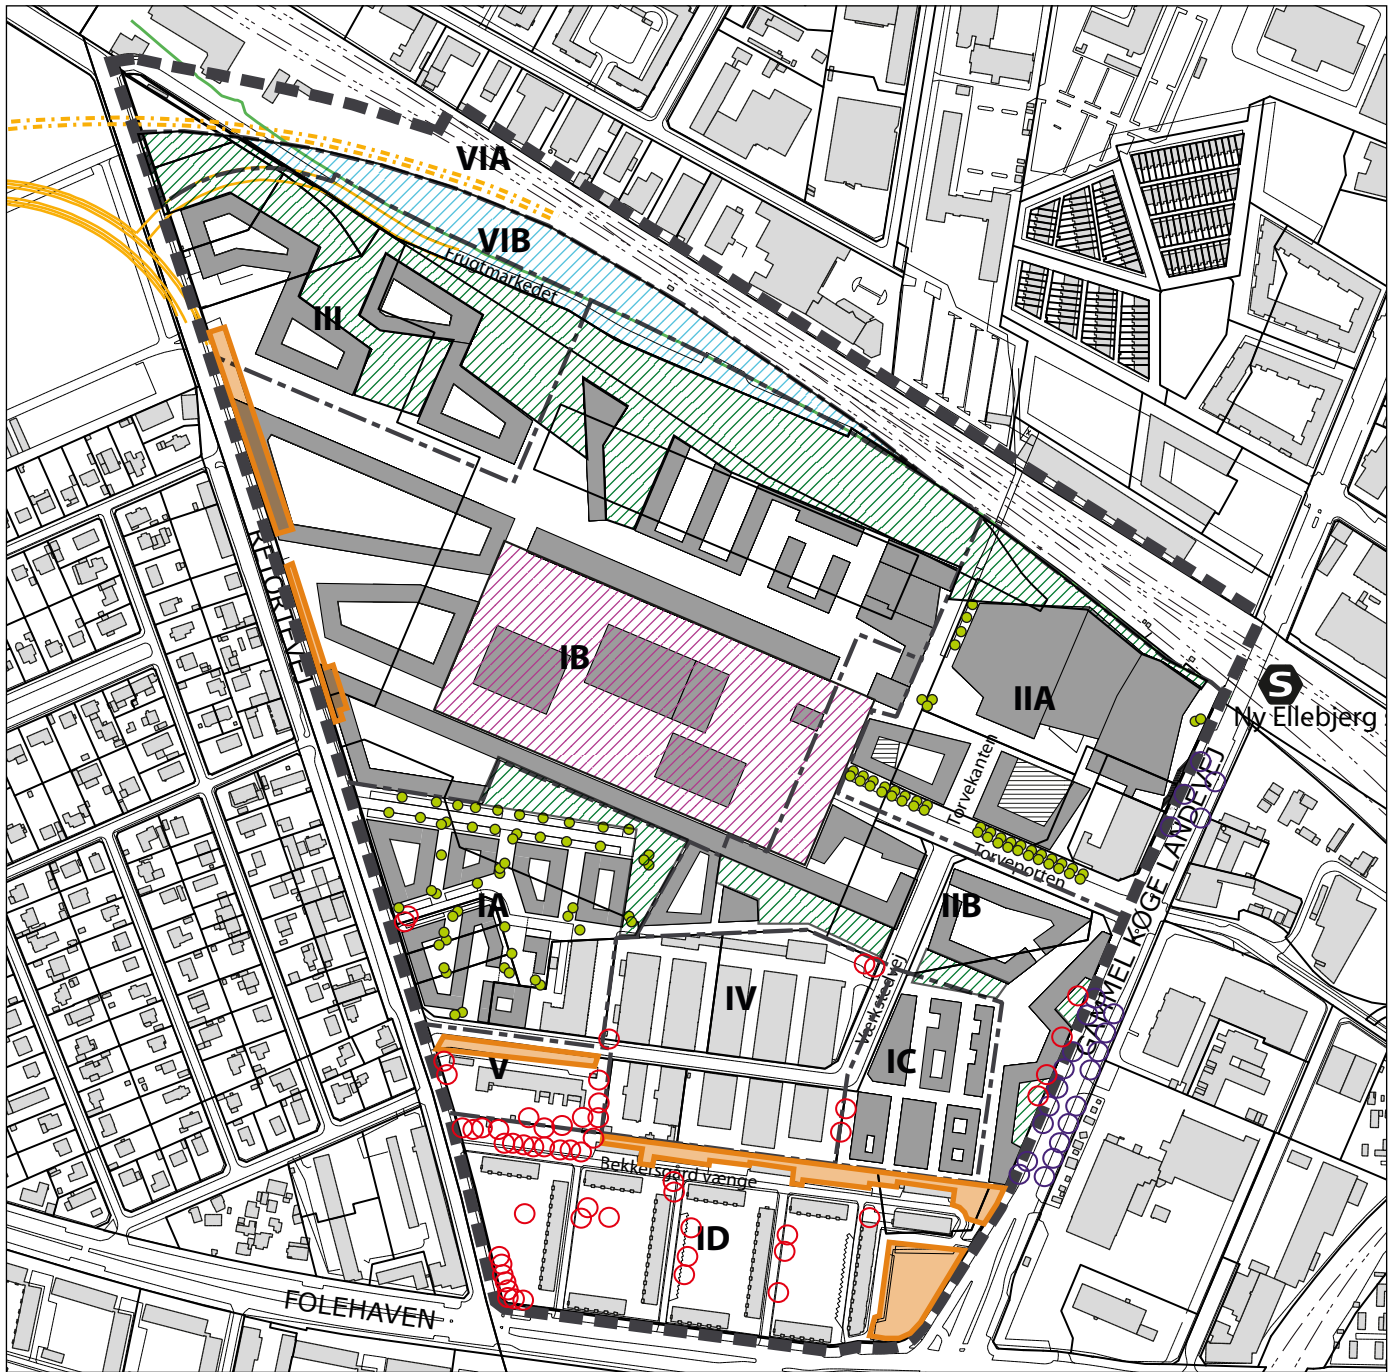 VIA
VIB
Frugtmarkedet
III
IB
IIA
S
Ny Ellebjerg
RETORTVEJ
Torvekanten
Torveporten
GAMMEL KØGE LANDEVEJ
IA
IIB
IV
Værkstedvej
IC
V
Bekkersgård vænge
ID
FOLEHAVEN